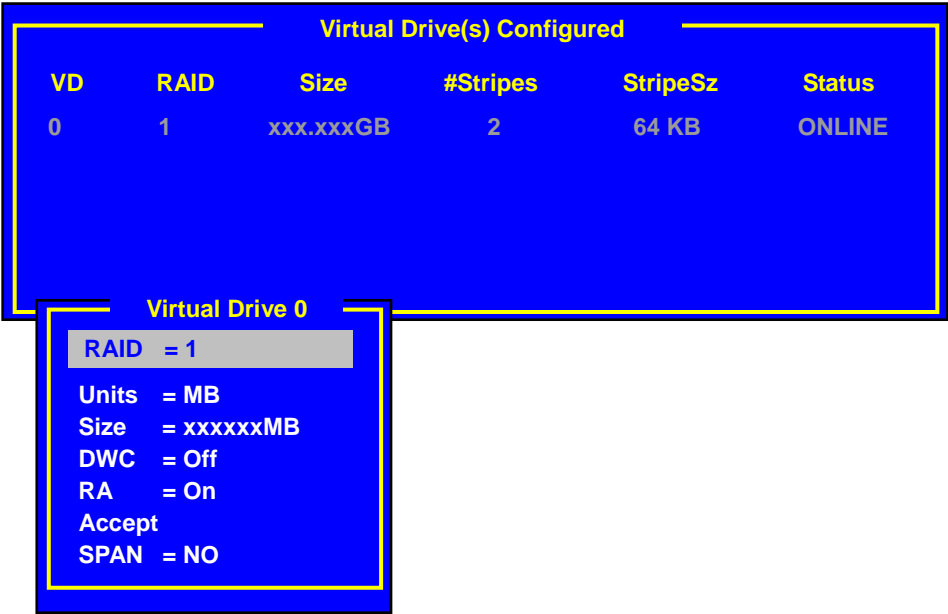 Virtual Drive(s) Configured
VD RAID Size #Stripes StripeSz Status
0 1 xxx.xxxGB 2 64 KB ONLINE
Virtual Drive 0
RAID = 1
Units = MB
Size = xxxxxxMB
DWC = Off
RA = On
Accept
SPAN = NO